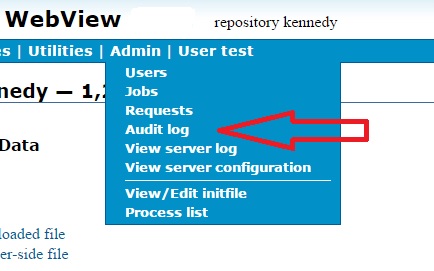 WebView repository kennedy
s | Utilities | Admin | User test
Users
nedy — 1,
Jobs
Requests
Audit log
Data
View server log
View server configuration
View/Edit initfile
Process list
loaded file
er-side file